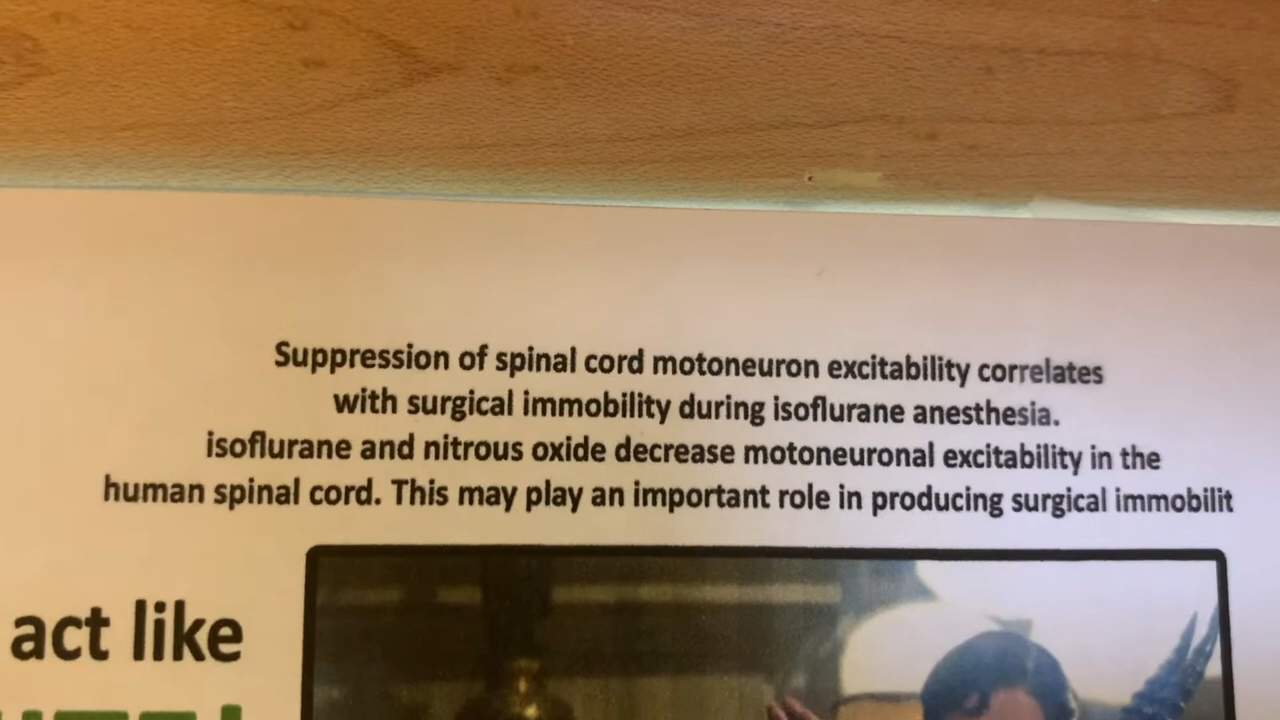 Suppression of spinal cord motoneuron excitability correlates
with surgical immobility during isoflurane anesthesia.
isoflurane and nitrous oxide decrease motoneuronal excitability in the
human spinal cord. This may play an important role in producing surgical immobilit
act like